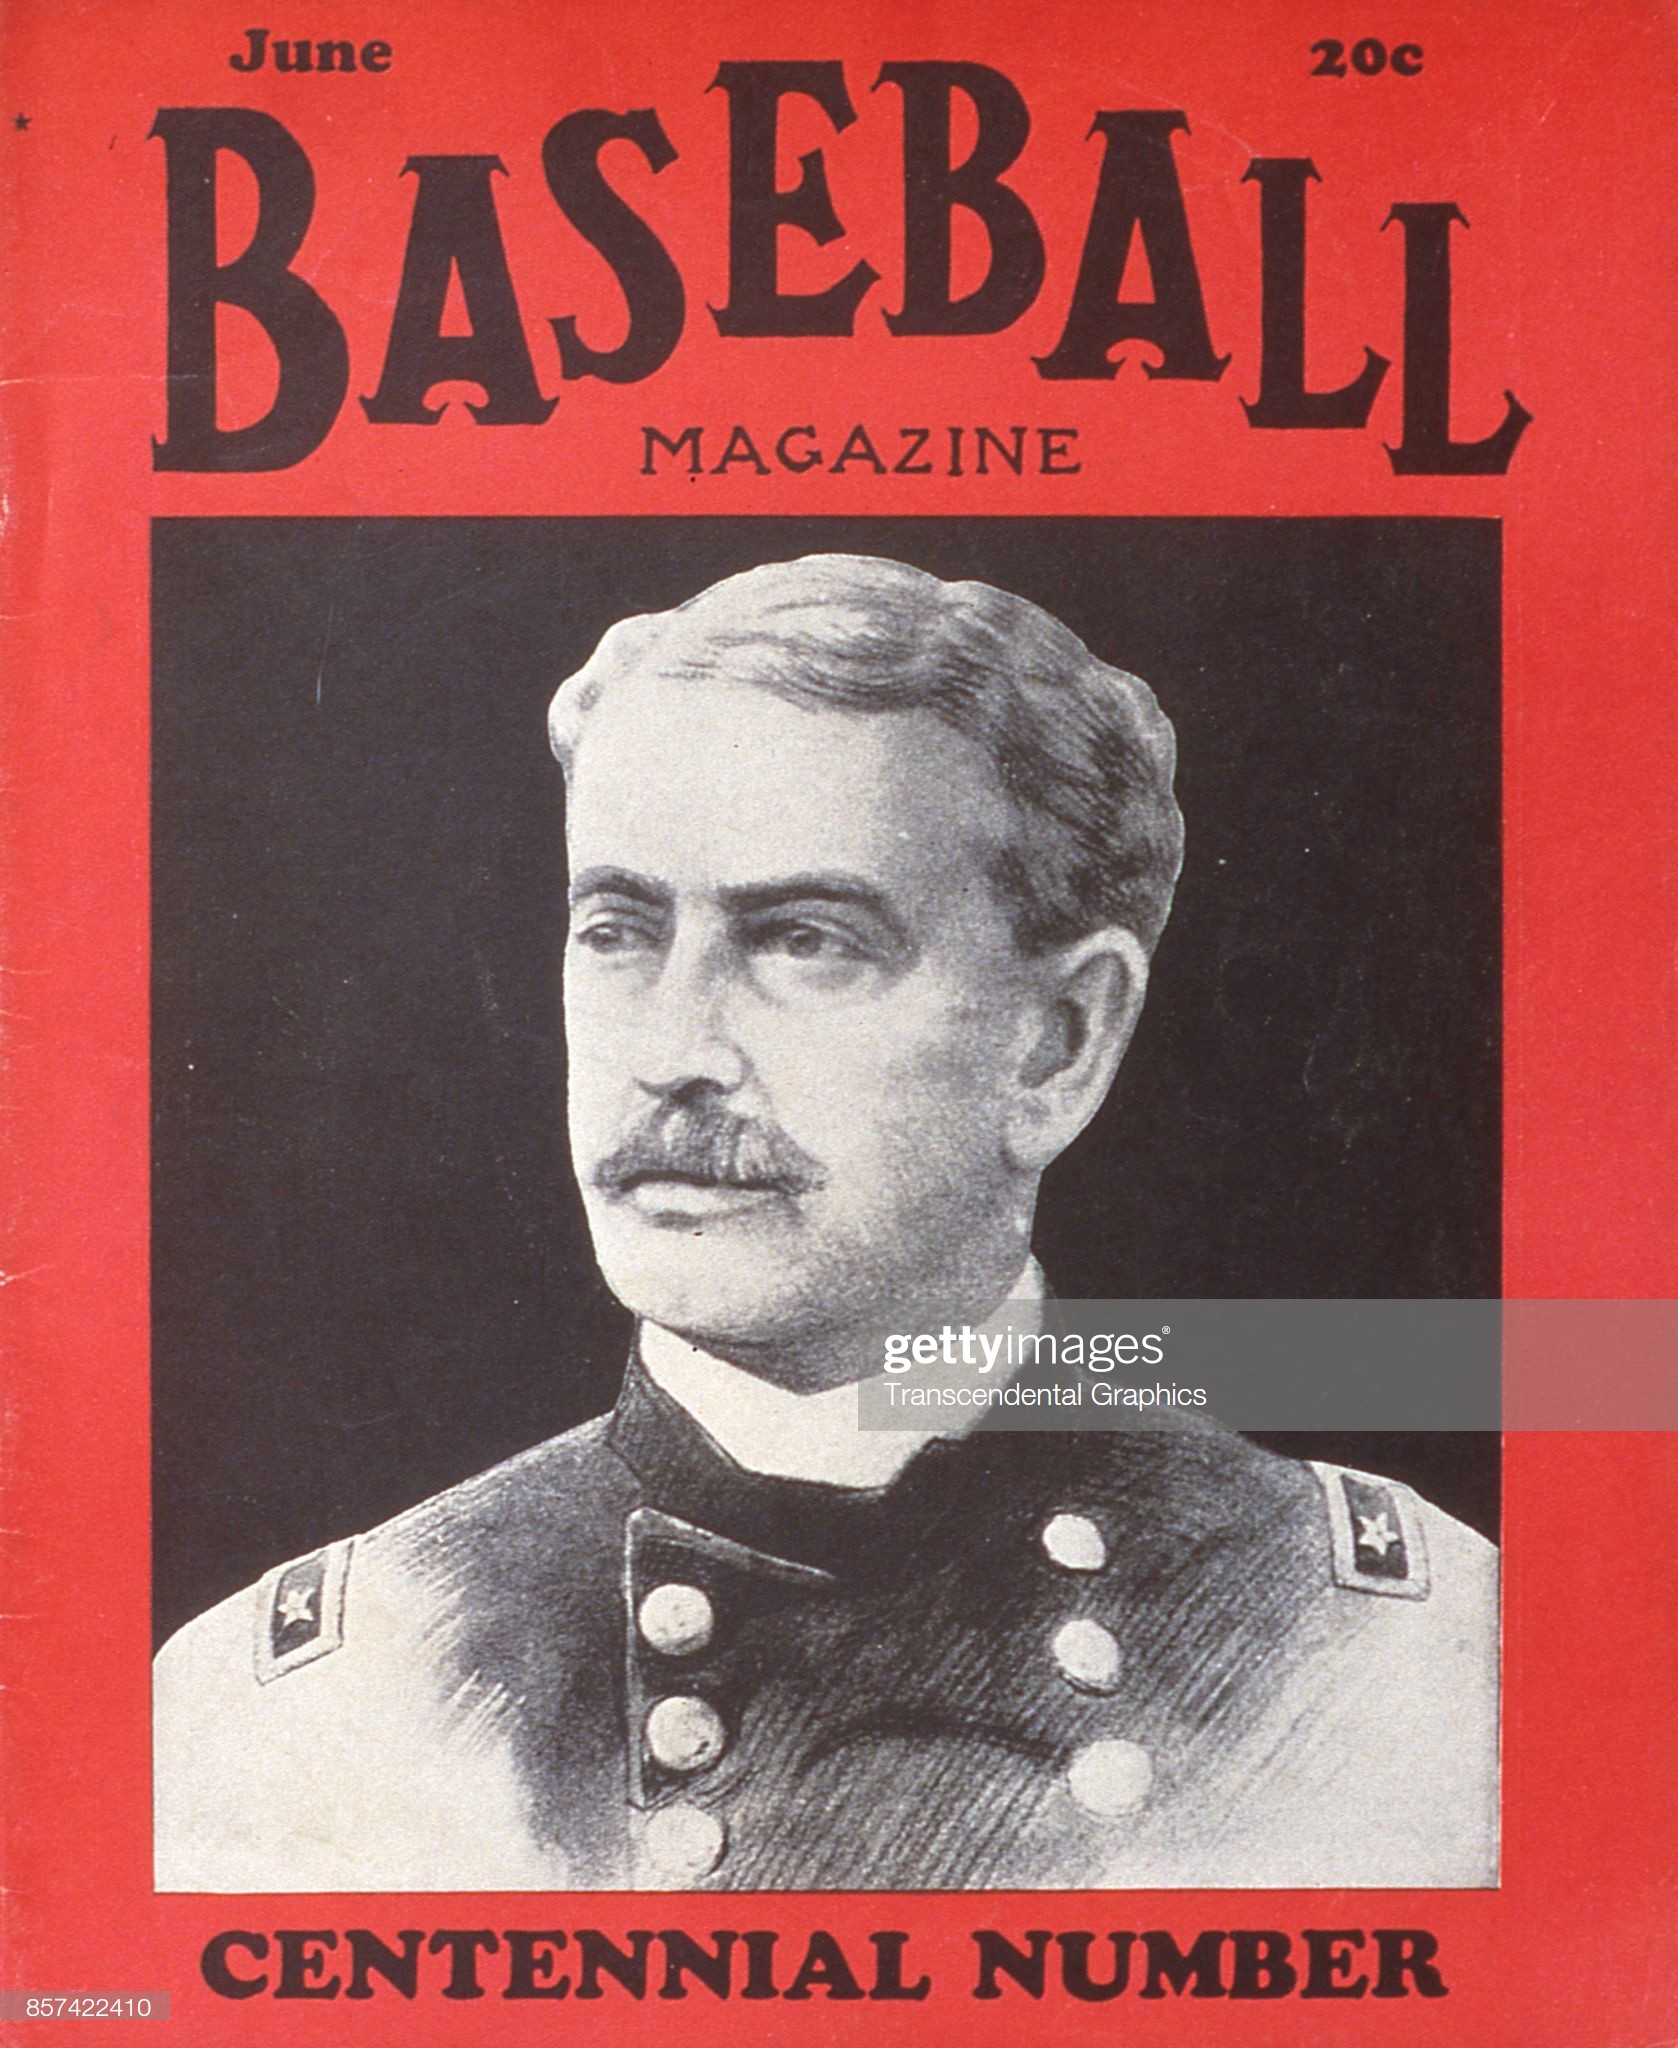 June 20c
BASEBALL
MAGAZINE
gettyimages®
Transcendental Graphics
CENTENNIAL NUMBER
857422410